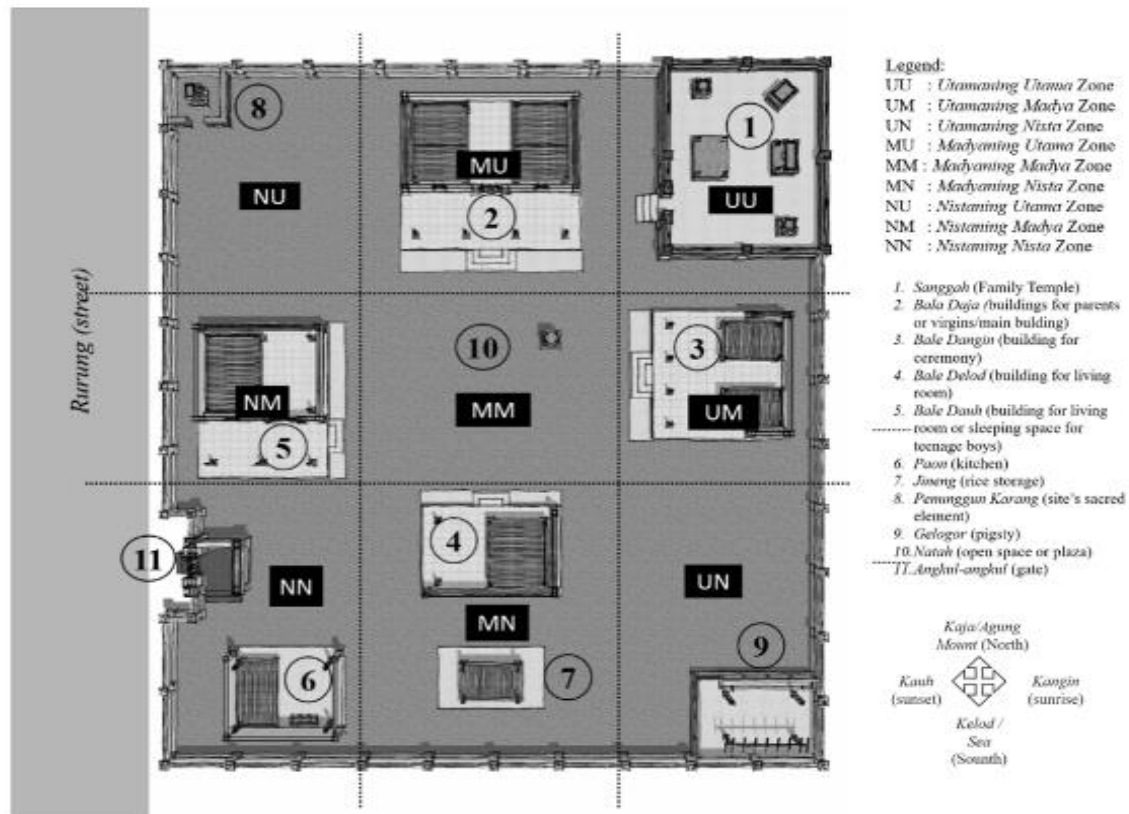 Legend:
UU : Utamaning Utama Zone
UM : Utamaning Madya Zone
UN : Utamaning Nista Zone
MU : Madyaning Utama Zone
MM : Madyaning Madya Zone
MN : Madyaning Nista Zone
NU : Nistaning Utama Zone
NM : Nistaning Madya Zone
NN : Nistaning Nista Zone
1. Sanggah (Family Temple)
2 Bala Daja (buildings for parents
or virgins/main bulding)
3. Bale Dangin (building for
ceremony)
4. Bale Delod (building for living
room)
5. Bale Dauh (building for living
room or sleeping space for
teenage boys)
6. Paon (kitchen)
7. Jineng (rice storage)
8. Penunggun Karang (site's sacred
element)
9. Gelogor (pigsty)
10. Natah (open space or plaza)
11. Angkul-angkul (gate)
Kaja/Agung
Mount (North)
Kauh
(sunset)
Kangin
(sunrise)
Kelod /
Sea
(Sounth)
Rurung (street)
8
NU
MU
2
1
UU
NM
5
10
MM
3
UM
11
NN
6
4
MN
7
UN
9